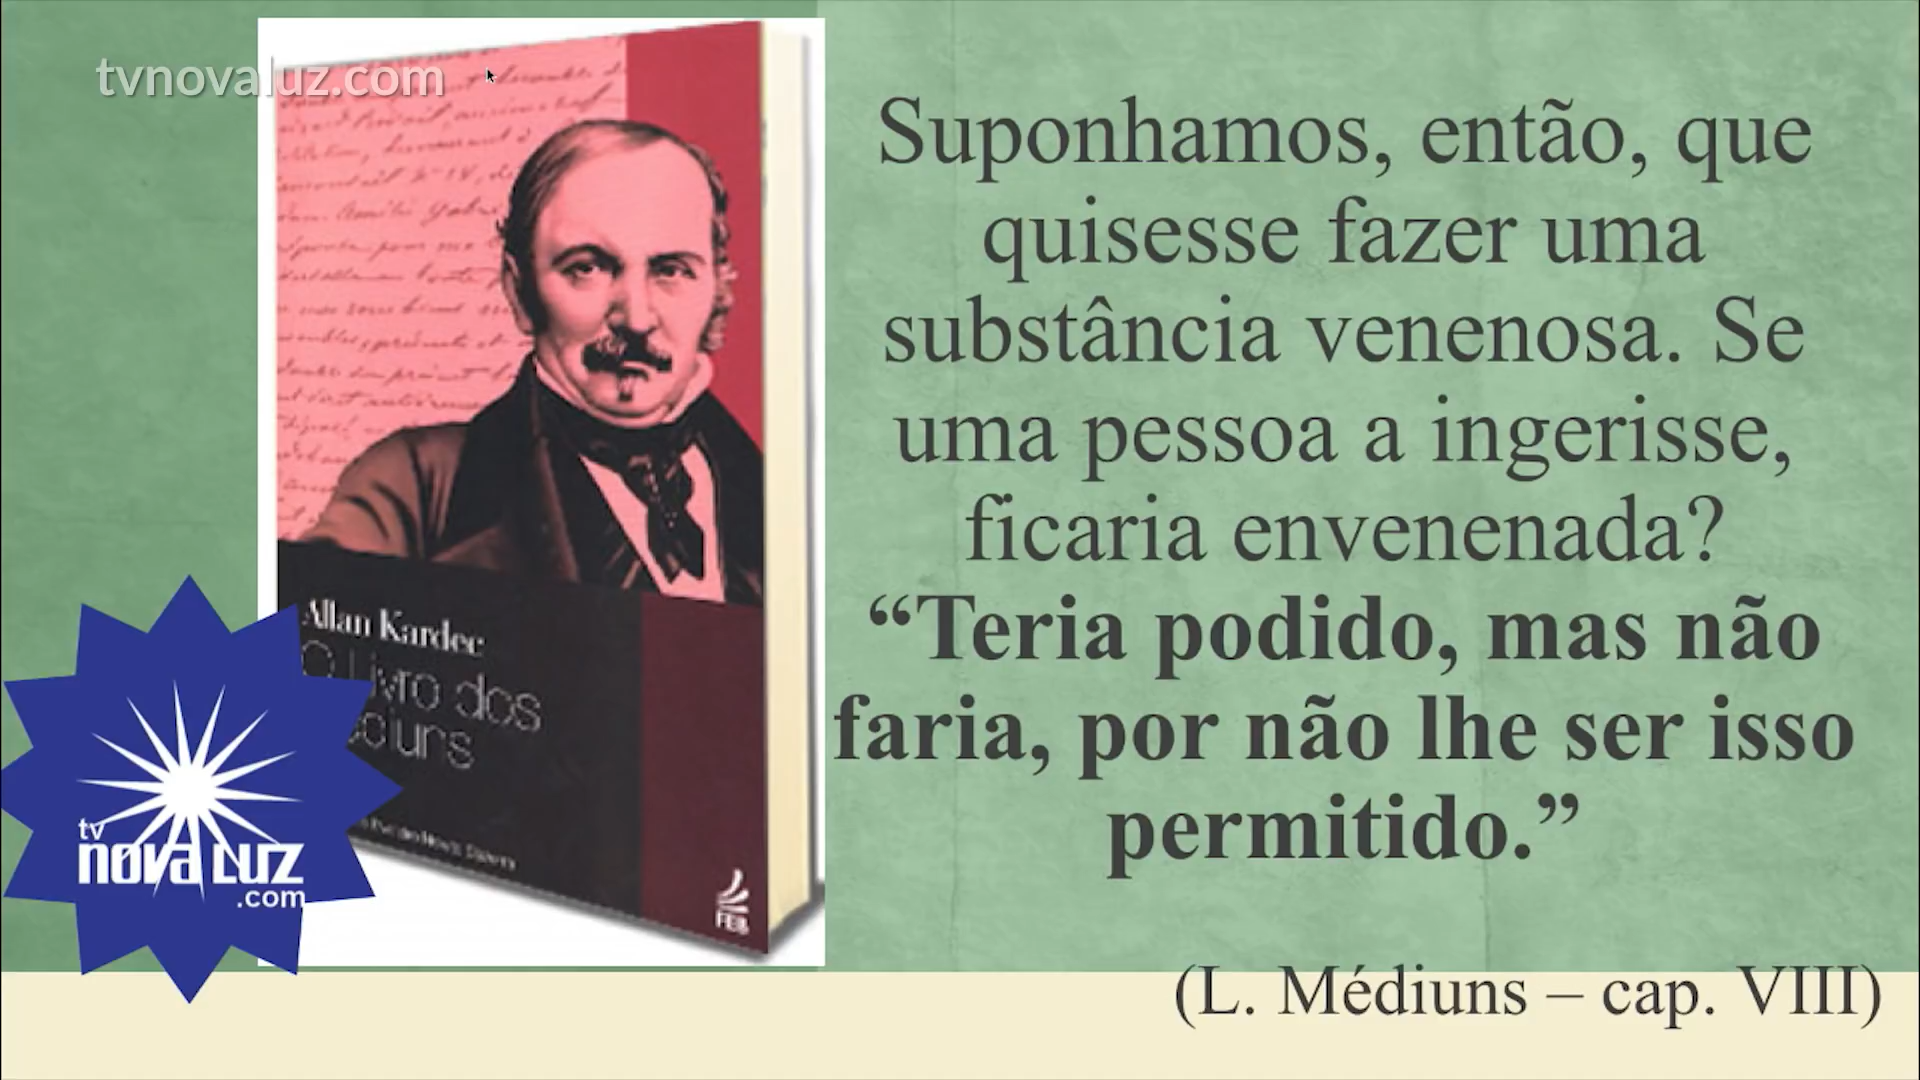 tvnovaluz.com
Suponhamos, então, que
quisesse fazer uma
substância venenosa. Se
uma pessoa a ingerisse,
ficaria envenenada?
“Teria podido, mas não
faria, por não lhe ser isso
permitido.”
(L. Médiuns – cap. VIII)
Allan Kardec
O Livro dos
FEB
tv
nova luz
.com